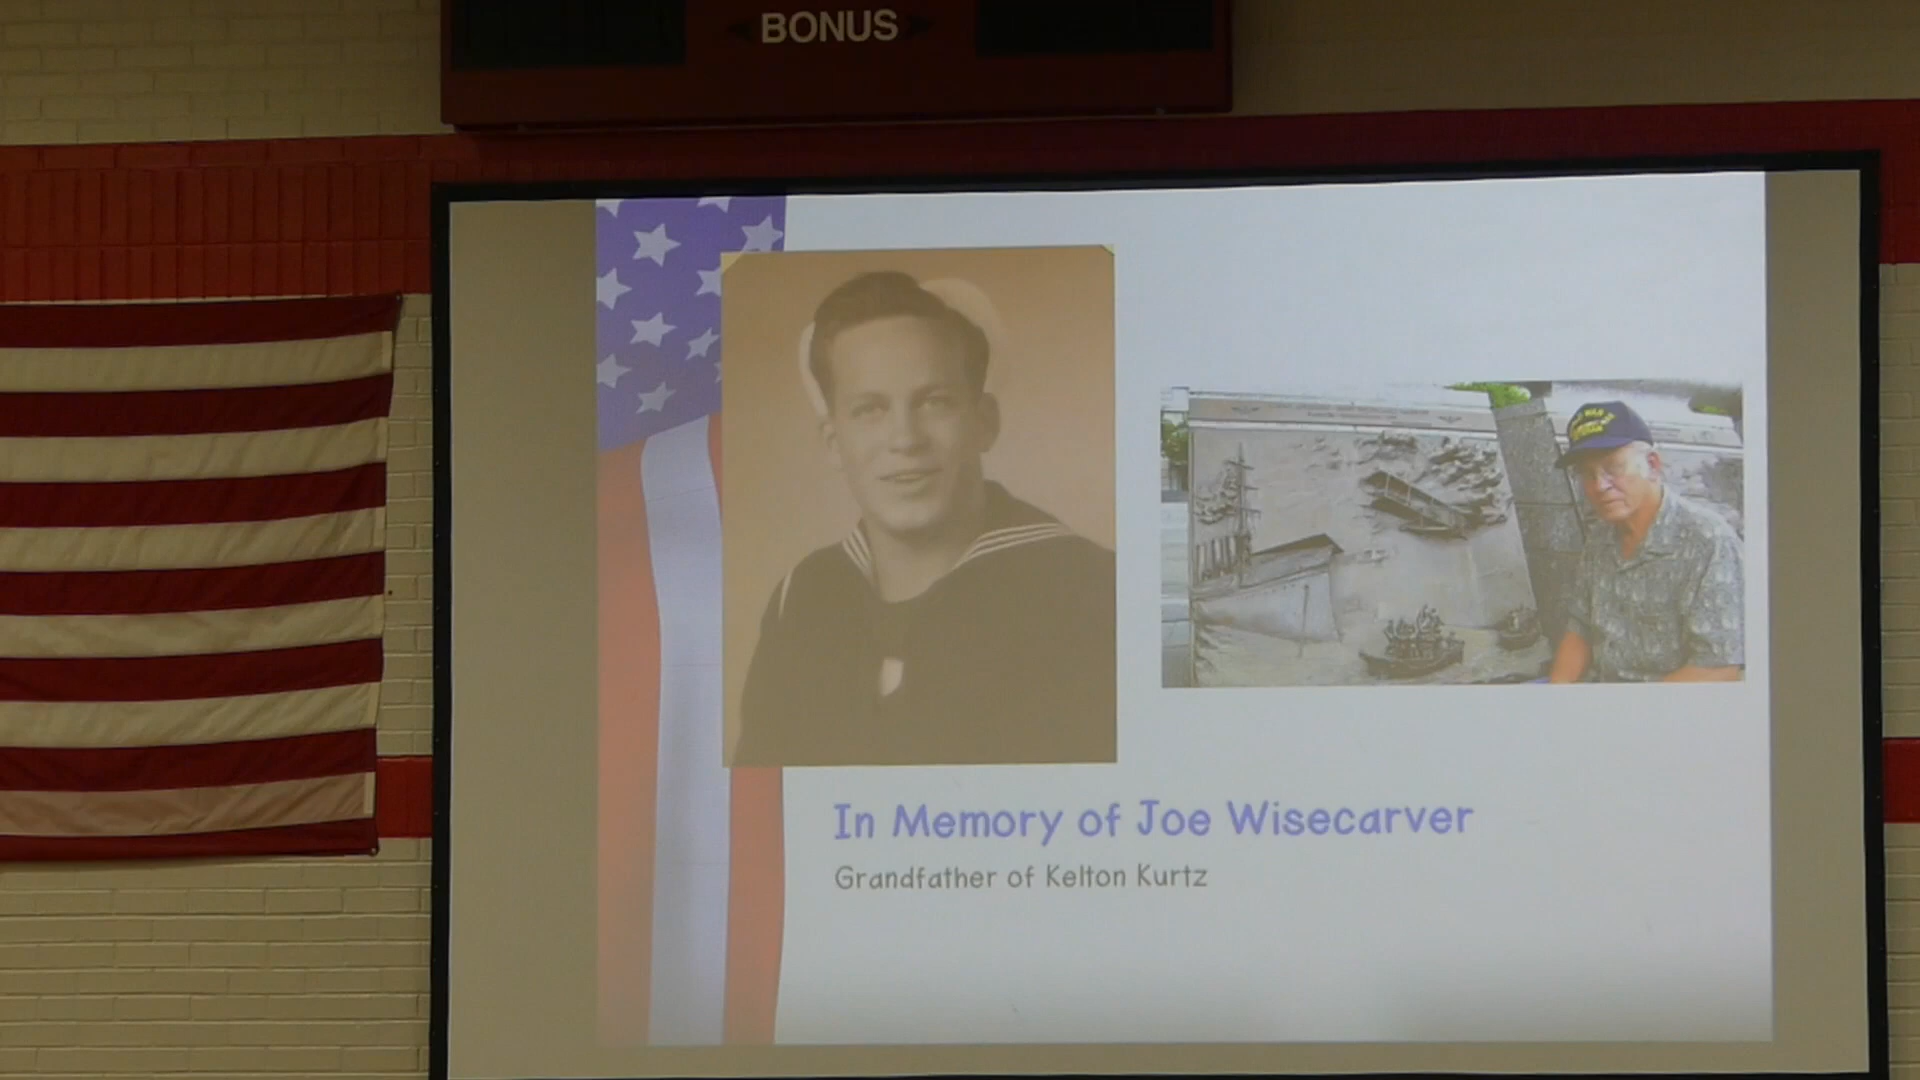 BONUS
In Memory of Joe Wisecarver
Grandfather of Kelton Kurtz